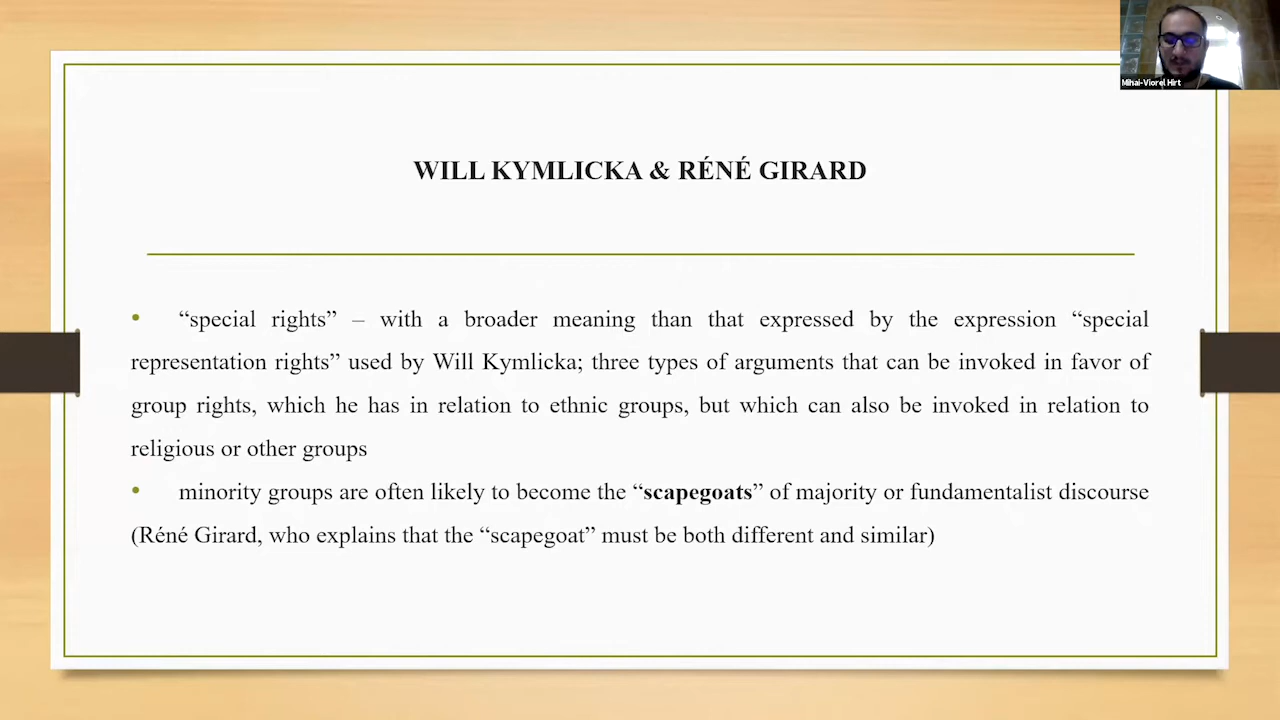 Mihai-Viorel Hirt
WILL KYMLICKA & RÉNÉ GIRARD
• “special rights” – with a broader meaning than that expressed by the expression “special
representation rights” used by Will Kymlicka; three types of arguments that can be invoked in favor of
group rights, which he has in relation to ethnic groups, but which can also be invoked in relation to
religious or other groups
• minority groups are often likely to become the “scapegoats” of majority or fundamentalist discourse
(Réné Girard, who explains that the “scapegoat” must be both different and similar)